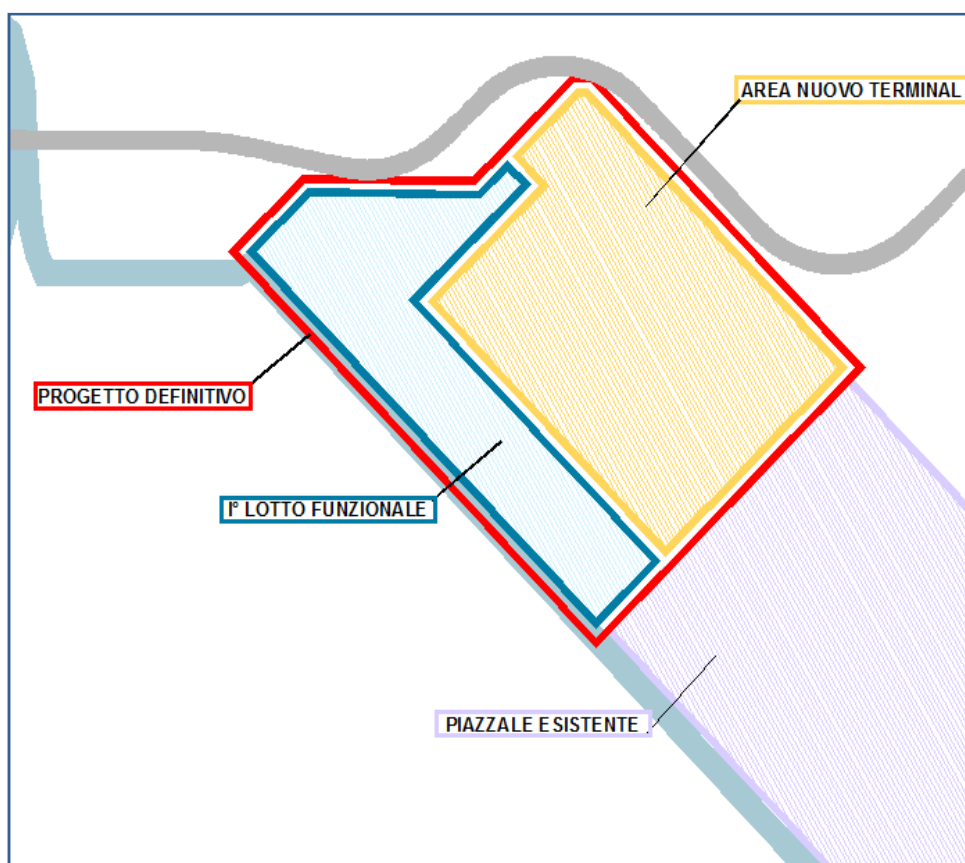 AREA NUOVO TERMINAL
PROGETTO DEFINITIVO
I° LOTTO FUNZIONALE
PIAZZALE ESISTENTE